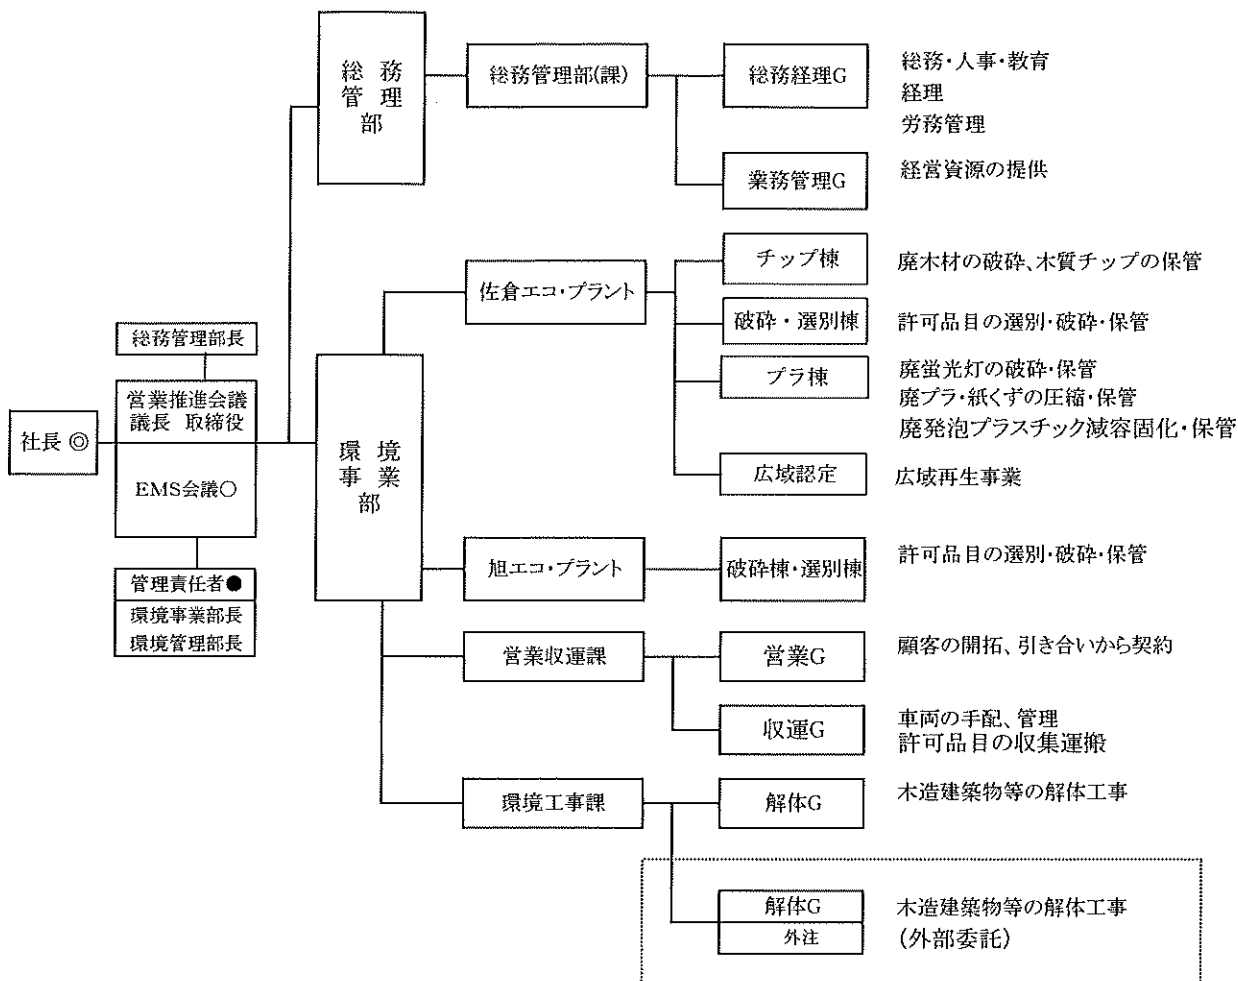 総務
管理
部
総務管理部(課)
総務経理G
総務・人事・教育
経理
労務管理
業務管理G
経営資源の提供
チップ棟
廃木材の破砕、木質チップの保管
佐倉エコ・プラント
破砕・選別棟
許可品目の選別・破砕・保管
プラ棟
廃蛍光灯の破砕・保管
廃プラ・紙くずの圧縮・保管
廃発泡プラスチック減容固化・保管
広域認定
広域再生事業
総務管理部長
営業推進会議
議長 取締役
社長 ◎
EMS会議○
管理責任者●
環境事業部長
環境管理部長
環境
事業
部
旭エコ・プラント
破砕棟・選別棟
許可品目の選別・破砕・保管
営業収運課
営業G
顧客の開拓、引き合いから契約
収運G
車両の手配、管理
許可品目の収集運搬
環境工事課
解体G
木造建築物等の解体工事
解体G
外注
木造建築物等の解体工事
(外部委託)